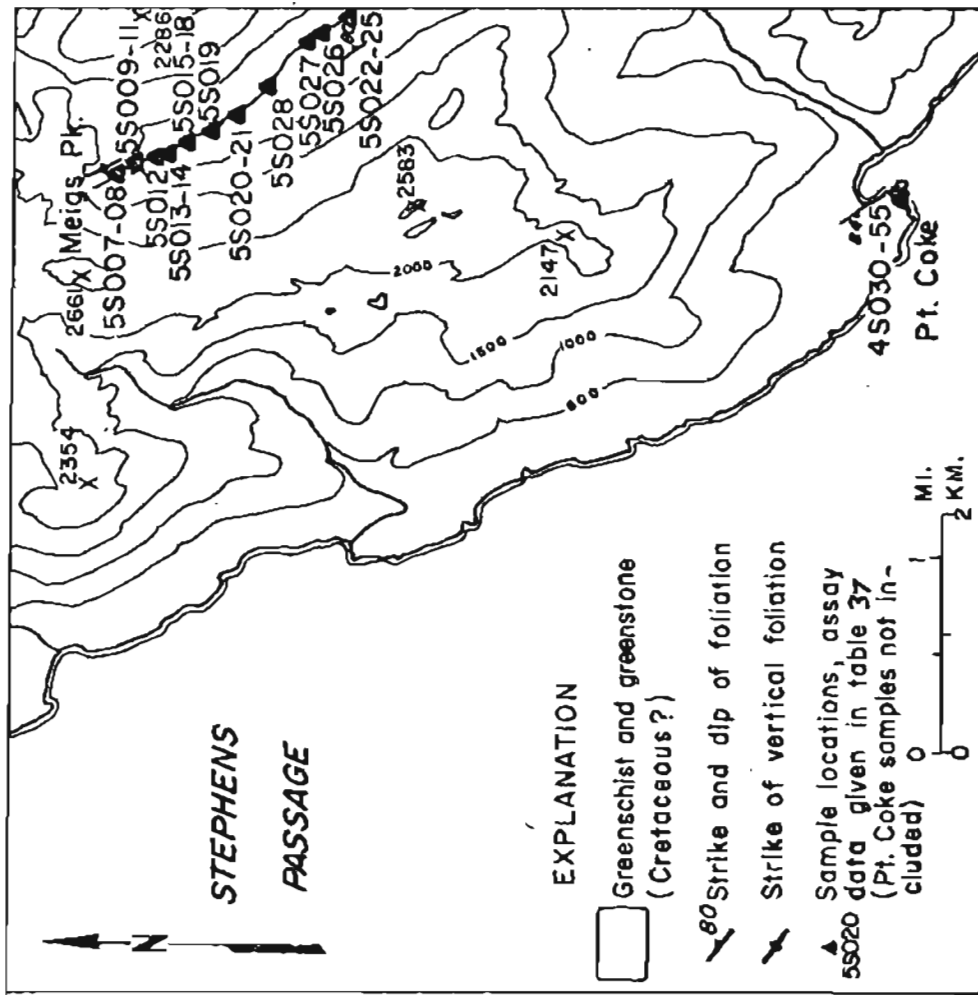 2354
X
2661
X
Meigs Pk.
5S007-08
5S009-11
X
2286
5S012
5S015-18
5S013-14
5S019
5S020-21
5S028
5S027
5S026
5S022-25
2583
X
2147
X
2000
1500
1000
4S030-55
Pt. Coke
STEPHENS
PASSAGE
N
EXPLANATION
Greenschist and greenstone
(Cretaceous?)
80 Strike and dip of foliation
Strike of vertical foliation
5S020 Sample locations, assay
data given in table 37
(Pt. Coke samples not in-
cluded)
0 1 MI.
0 2 KM.